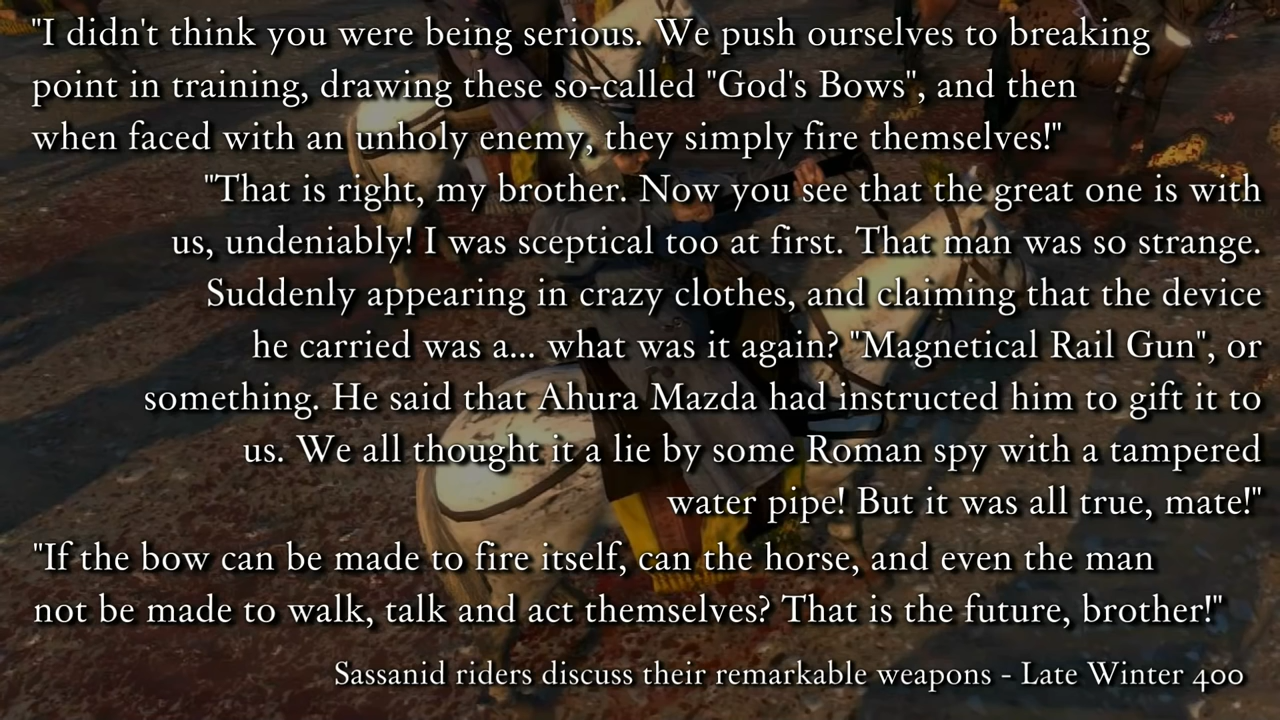 "I didn't think you were being serious. We push ourselves to breaking
point in training, drawing these so-called "God's Bows", and then
when faced with an unholy enemy, they simply fire themselves!"
"That is right, my brother. Now you see that the great one is with
us, undeniably! I was sceptical too at first. That man was so strange.
Suddenly appearing in crazy clothes, and claiming that the device
he carried was a... what was it again? "Magnetical Rail Gun", or
something. He said that Ahura Mazda had instructed him to gift it to
us. We all thought it a lie by some Roman spy with a tampered
water pipe! But it was all true, mate!"
"If the bow can be made to fire itself, can the horse, and even the man
not be made to walk, talk and act themselves? That is the future, brother!"
Sassanid riders discuss their remarkable weapons - Late Winter 400